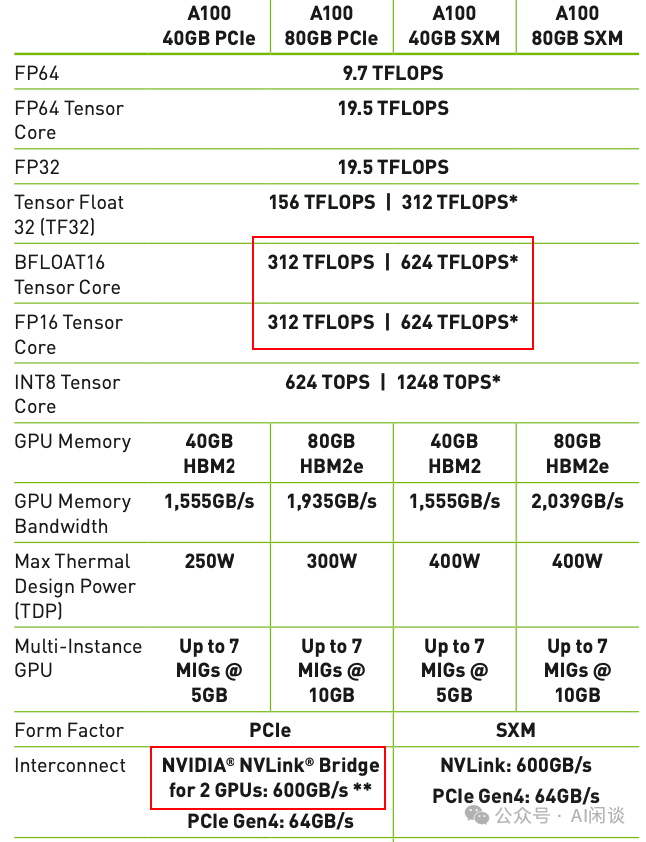 A100 A100 A100 A100
40GB PCIe 80GB PCIe 40GB SXM 80GB SXM
FP64 9.7 TFLOPS
FP64 Tensor 19.5 TFLOPS
Core
FP32 19.5 TFLOPS
Tensor Float 156 TFLOPS | 312 TFLOPS*
32 (TF32)
BFLOAT16 312 TFLOPS | 624 TFLOPS*
Tensor Core
FP16 Tensor 312 TFLOPS | 624 TFLOPS*
Core
INT8 Tensor 624 TOPS | 1248 TOPS*
Core
GPU Memory 40GB 80GB 40GB 80GB
HBM2 HBM2e HBM2 HBM2e
GPU Memory 1,555GB/s 1,935GB/s 1,555GB/s 2,039GB/s
Bandwidth
Max Thermal 250W 300W 400W 400W
Design Power
(TDP)
Multi-Instance Up to 7 Up to 7 Up to 7 Up to 7
GPU MIGs @ MIGs @ MIGs @ MIGs @
5GB 10GB 5GB 10GB
Form Factor PCIe SXM
Interconnect NVIDIA® NVLink® Bridge NVLink: 600GB/s
for 2 GPUs: 600GB/s ** PCIe Gen4: 64GB/s
PCIe Gen4: 64GB/s
公众号 · AI闲谈